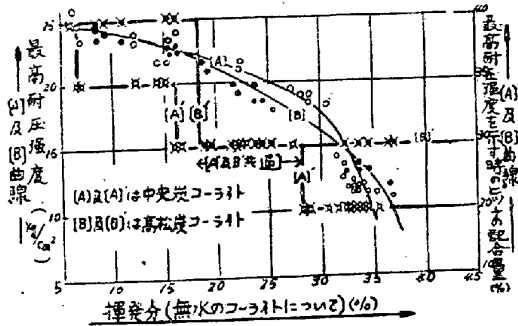 最高耐圧強度
[A]及[B]曲線
(Kg/cm²)
25
20
15
10
5
[A]
[B]
[A]′
[B]′
[A]′及[B]′共通
[B]′
[A]′
[A]及[A]′は中央炭コーライト
[B]及[B]′は高松炭コーライト
40
30
20
10
[A]′及[B]′曲線
最高耐圧強度を示す時のピッチの配合量
(%)
5
10
15
20
25
30
35
40
45
揮発分(無水のコーライトについて)(%)